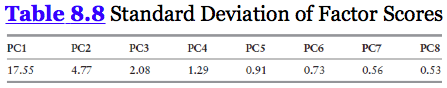 Table 8.8 Standard Deviation of Factor Scores
PC1 PC2 PC3 PC4 PC5 PC6 PC7 PC8
17.55 4.77 2.08 1.29 0.91 0.73 0.56 0.53